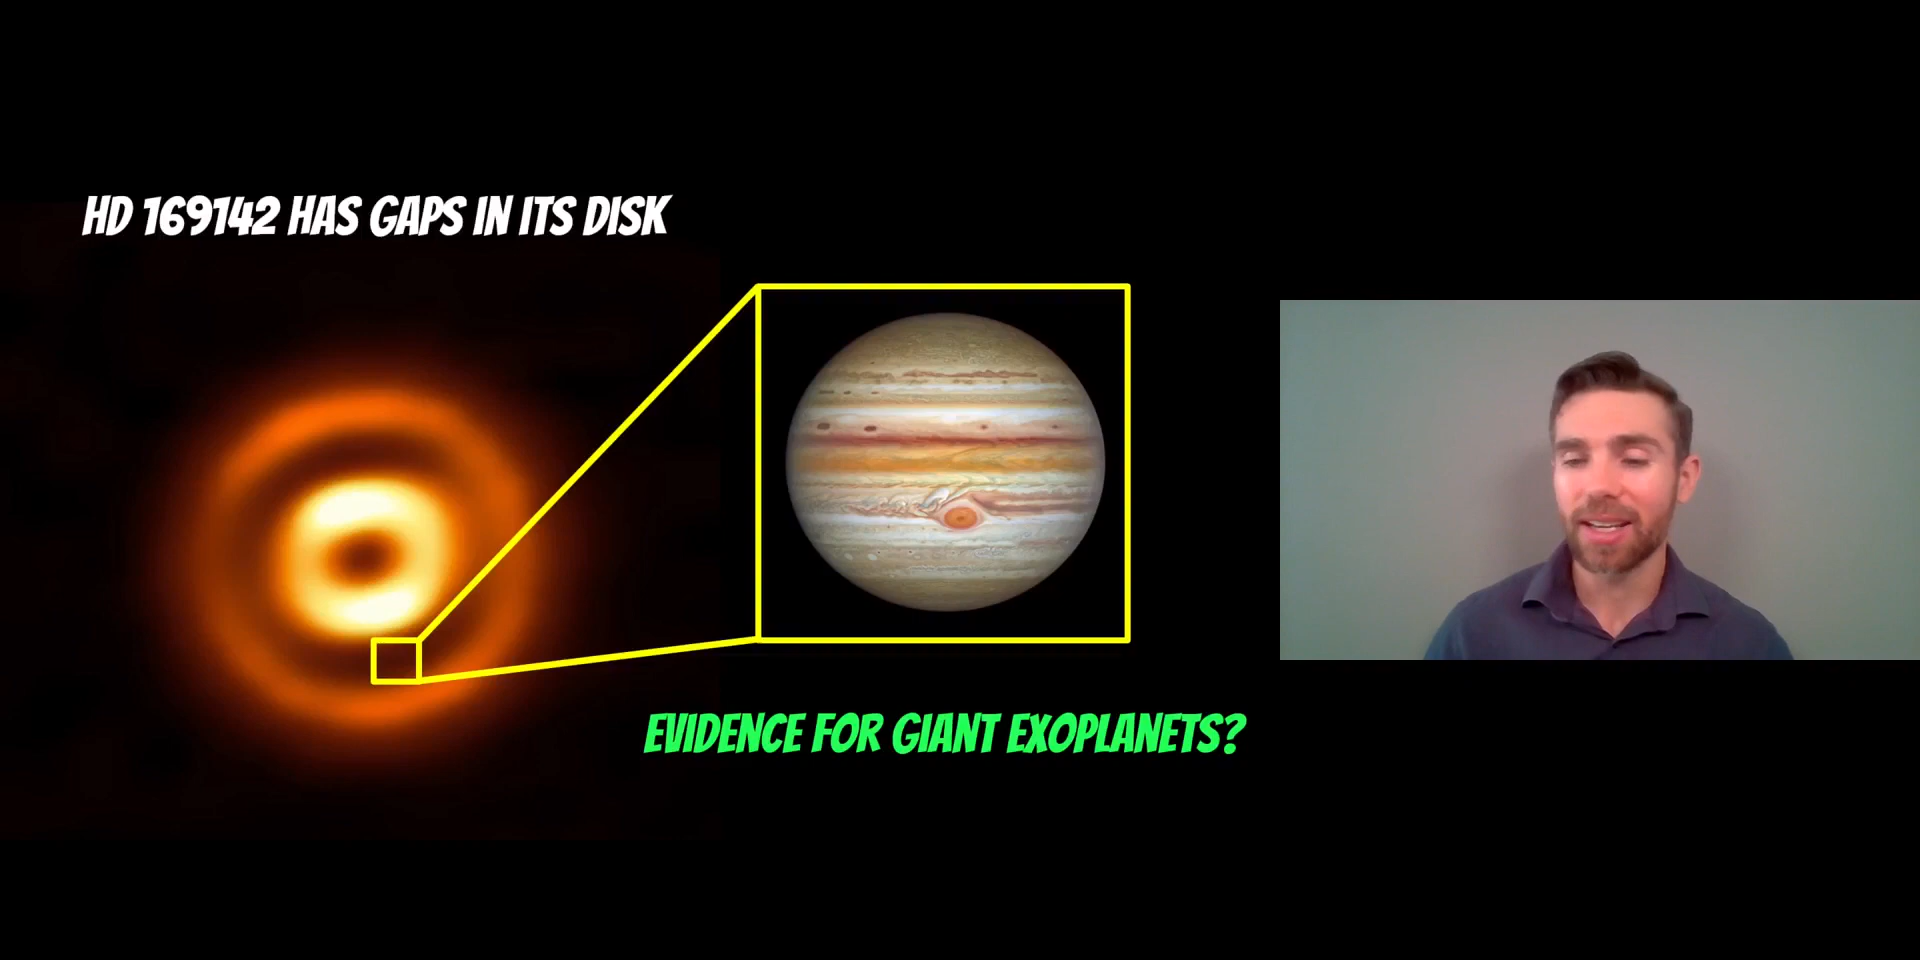 HD 169142 HAS GAPS IN ITS DISK
EVIDENCE FOR GIANT EXOPLANETS?